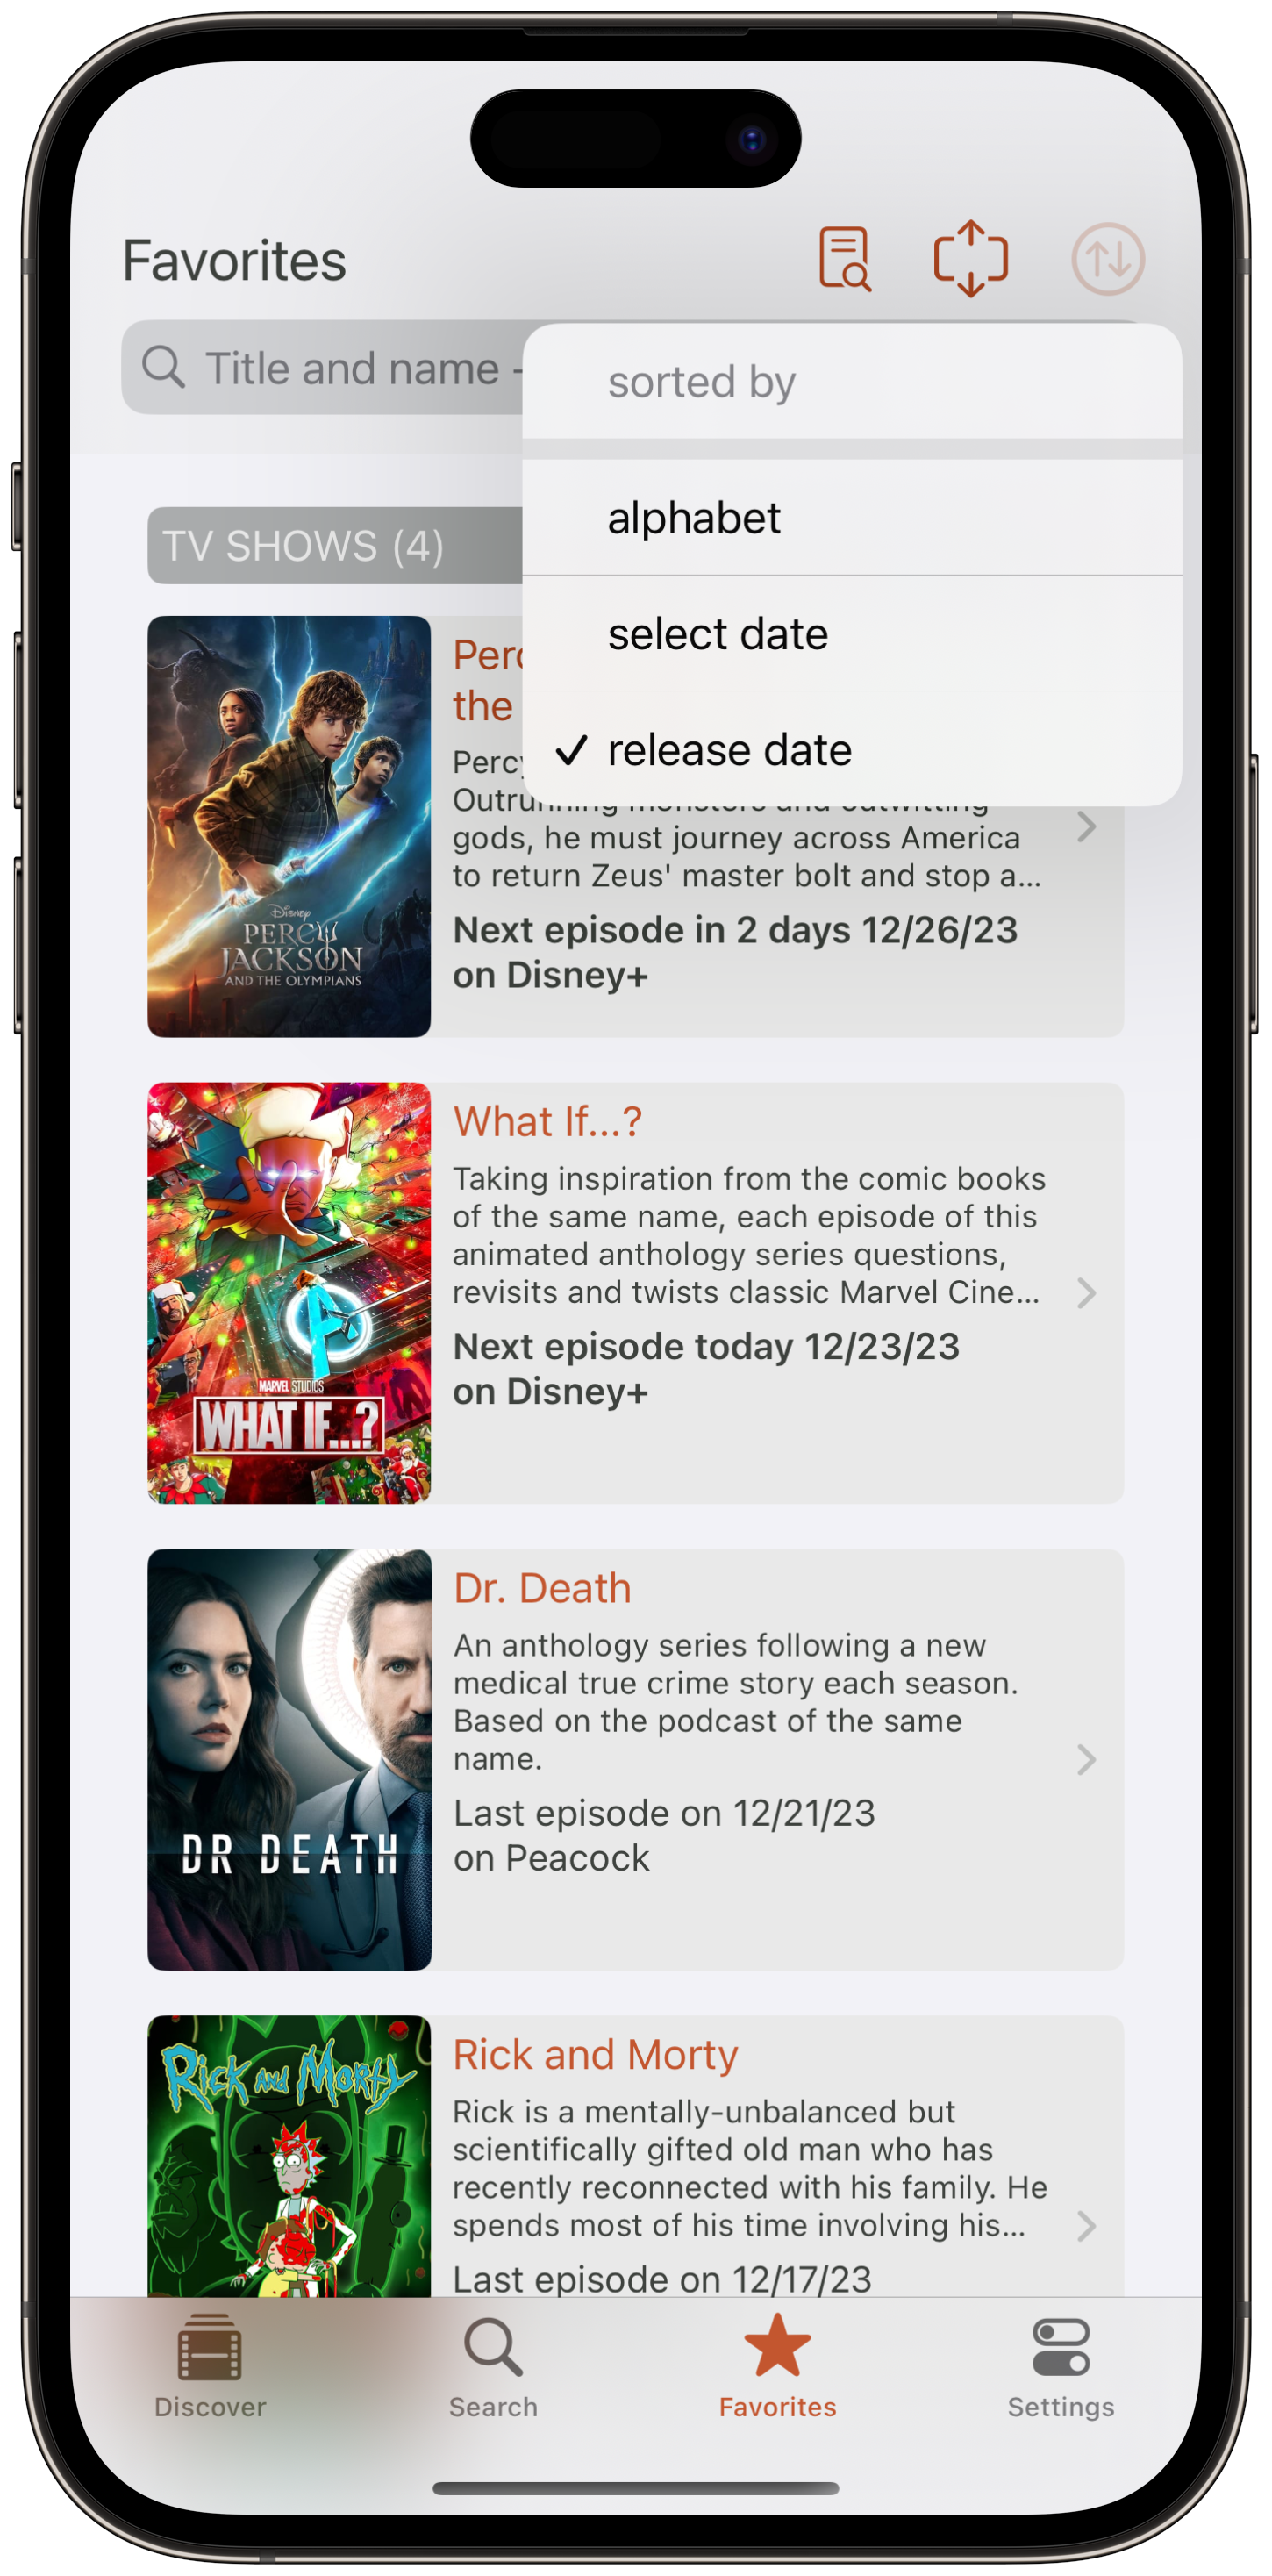 Favorites
Title and name -
sorted by
alphabet
select date
release date
TV SHOWS (4)
the
Outrunning monsters and outwitting
gods, he must journey across America
to return Zeus' master bolt and stop a...
Next episode in 2 days 12/26/23
on Disney+
Disney
PERCY
JACKSON
AND THE OLYMPIANS
What If...?
Taking inspiration from the comic books
of the same name, each episode of this
animated anthology series questions,
revisits and twists classic Marvel Cine...
Next episode today 12/23/23
on Disney+
MARVEL STUDIOS
WHAT IF...?
Dr. Death
An anthology series following a new
medical true crime story each season.
Based on the podcast of the same
name.
Last episode on 12/21/23
on Peacock
DR DEATH
Rick and Morty
Rick and Morty
Rick is a mentally-unbalanced but
scientifically gifted old man who has
recently reconnected with his family. He
spends most of his time involving his...
Last episode on 12/17/23
Discover
Search
Favorites
Settings